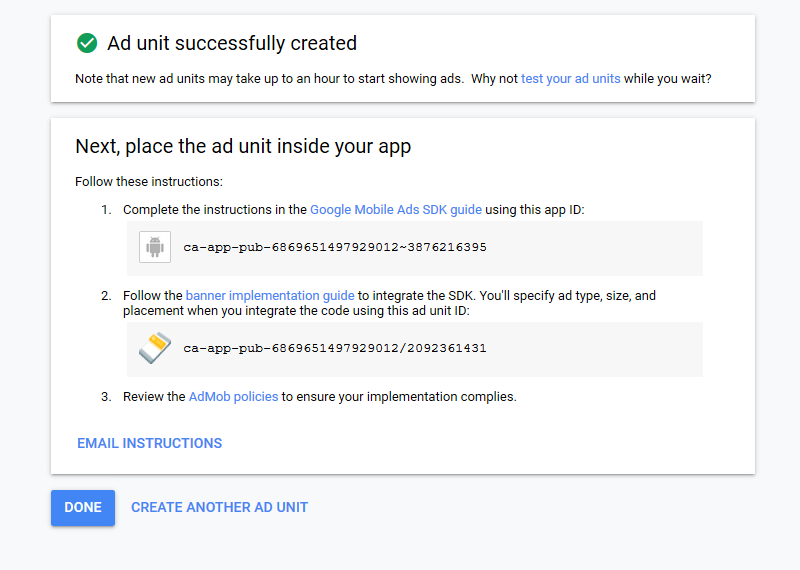 Ad unit successfully created
Note that new ad units may take up to an hour to start showing ads. Why not test your ad units while you wait?
Next, place the ad unit inside your app
Follow these instructions:
1. Complete the instructions in the Google Mobile Ads SDK guide using this app ID:
ca-app-pub-6869651497929012~3876216395
2. Follow the banner implementation guide to integrate the SDK. You'll specify ad type, size, and
placement when you integrate the code using this ad unit ID:
ca-app-pub-6869651497929012/2092361431
3. Review the AdMob policies to ensure your implementation complies.
EMAIL INSTRUCTIONS
DONE CREATE ANOTHER AD UNIT